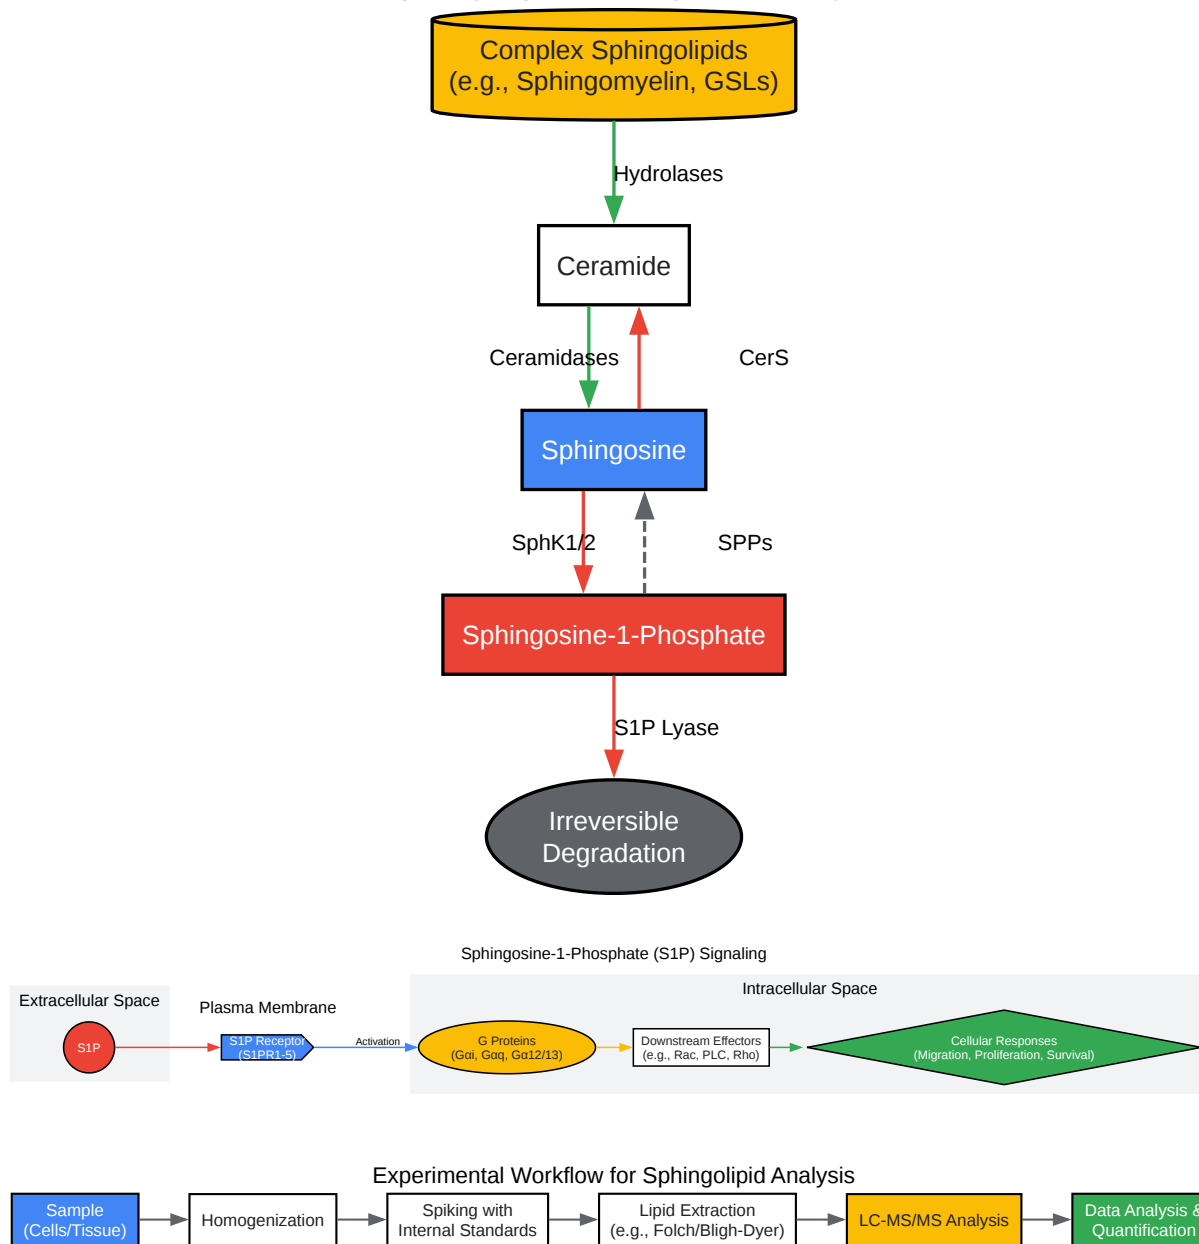 Complex Sphingolipids
(e.g., Sphingomyelin, GSLs)
Hydrolases
Ceramide
Ceramidases
CerS
Sphingosine
SphK1/2
SPPs
Sphingosine-1-Phosphate
S1P Lyase
Irreversible
Degradation
Sphingosine-1-Phosphate (S1P) Signaling
Extracellular Space
Plasma Membrane
Intracellular Space
S1P
S1P Receptor
(S1PR1-5)
Activation
G Proteins
(Gαi, Gαq, Gα12/13)
Downstream Effectors
(e.g., Rac, PLC, Rho)
Cellular Responses
(Migration, Proliferation, Survival)
Experimental Workflow for Sphingolipid Analysis
Sample
(Cells/Tissue)
Homogenization
Spiking with
Internal Standards
Lipid Extraction
(e.g., Folch/Bligh-Dyer)
LC-MS/MS Analysis
Data Analysis &
Quantification